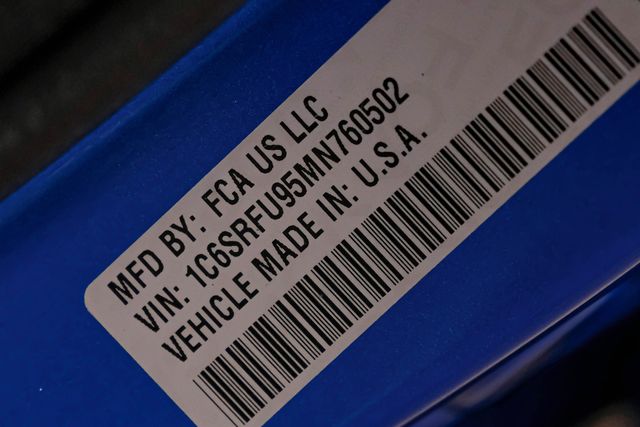 MFD BY: FCA US LLC
VIN: 1C6SRFU95MN760502
VEHICLE MADE IN: U.S.A.